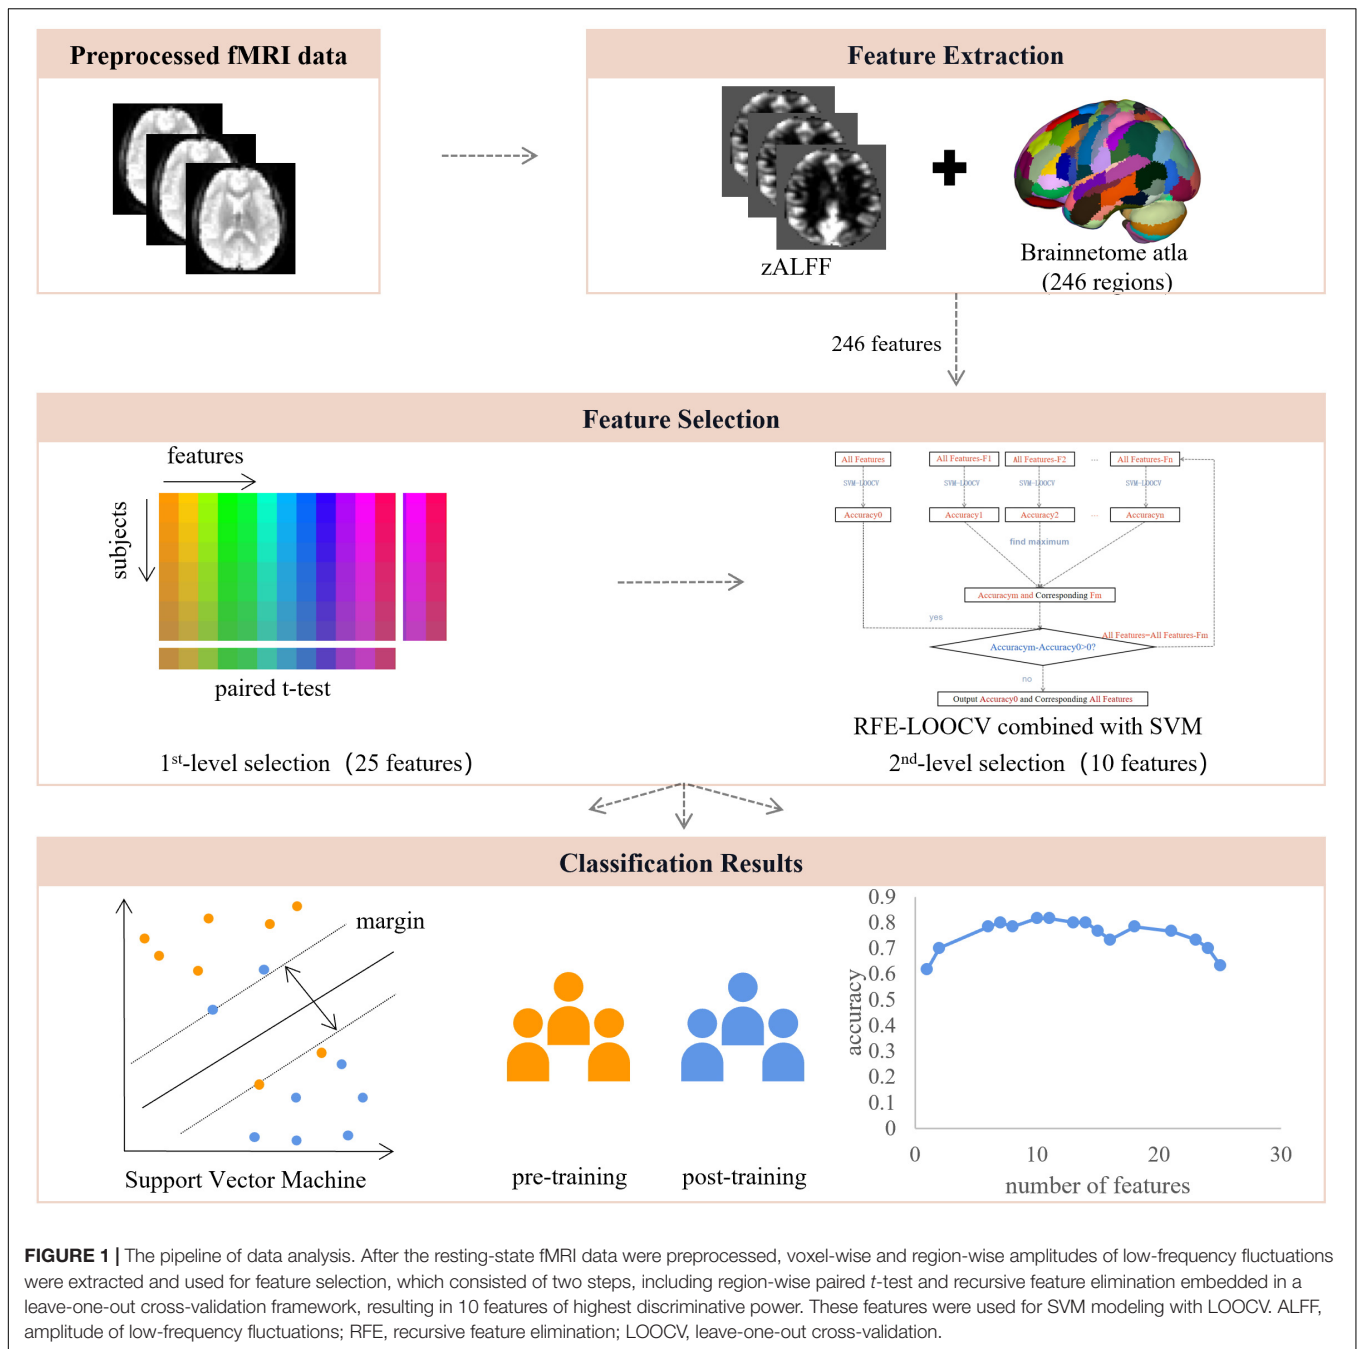 Preprocessed fMRI data
Feature Extraction
zALFF
Brainnetome atla
(246 regions)
246 features
Feature Selection
features
subjects
paired t-test
1st-level selection (25 features)
All Features
All Features-F1
All Features-F2
...
All Features-Fn
SVM-LOOCV
SVM-LOOCV
SVM-LOOCV
SVM-LOOCV
Accuracy0
Accuracy1
Accuracy2
...
Accuracyn
find maximum
Accuracym and Corresponding Fm
yes
All Features=All Features-Fm
Accuracym-Accuracy0>0?
no
Output Accuracy0 and Corresponding All Features
RFE-LOOCV combined with SVM
2nd-level selection (10 features)
Classification Results
margin
Support Vector Machine
pre-training
post-training
0.9
0.8
0.7
0.6
0.5
0.4
0.3
0.2
0.1
0
accuracy
0
10
20
30
number of features
FIGURE 1 | The pipeline of data analysis. After the resting-state fMRI data were preprocessed, voxel-wise and region-wise amplitudes of low-frequency fluctuations
were extracted and used for feature selection, which consisted of two steps, including region-wise paired t-test and recursive feature elimination embedded in a
leave-one-out cross-validation framework, resulting in 10 features of highest discriminative power. These features were used for SVM modeling with LOOCV. ALFF,
amplitude of low-frequency fluctuations; RFE, recursive feature elimination; LOOCV, leave-one-out cross-validation.